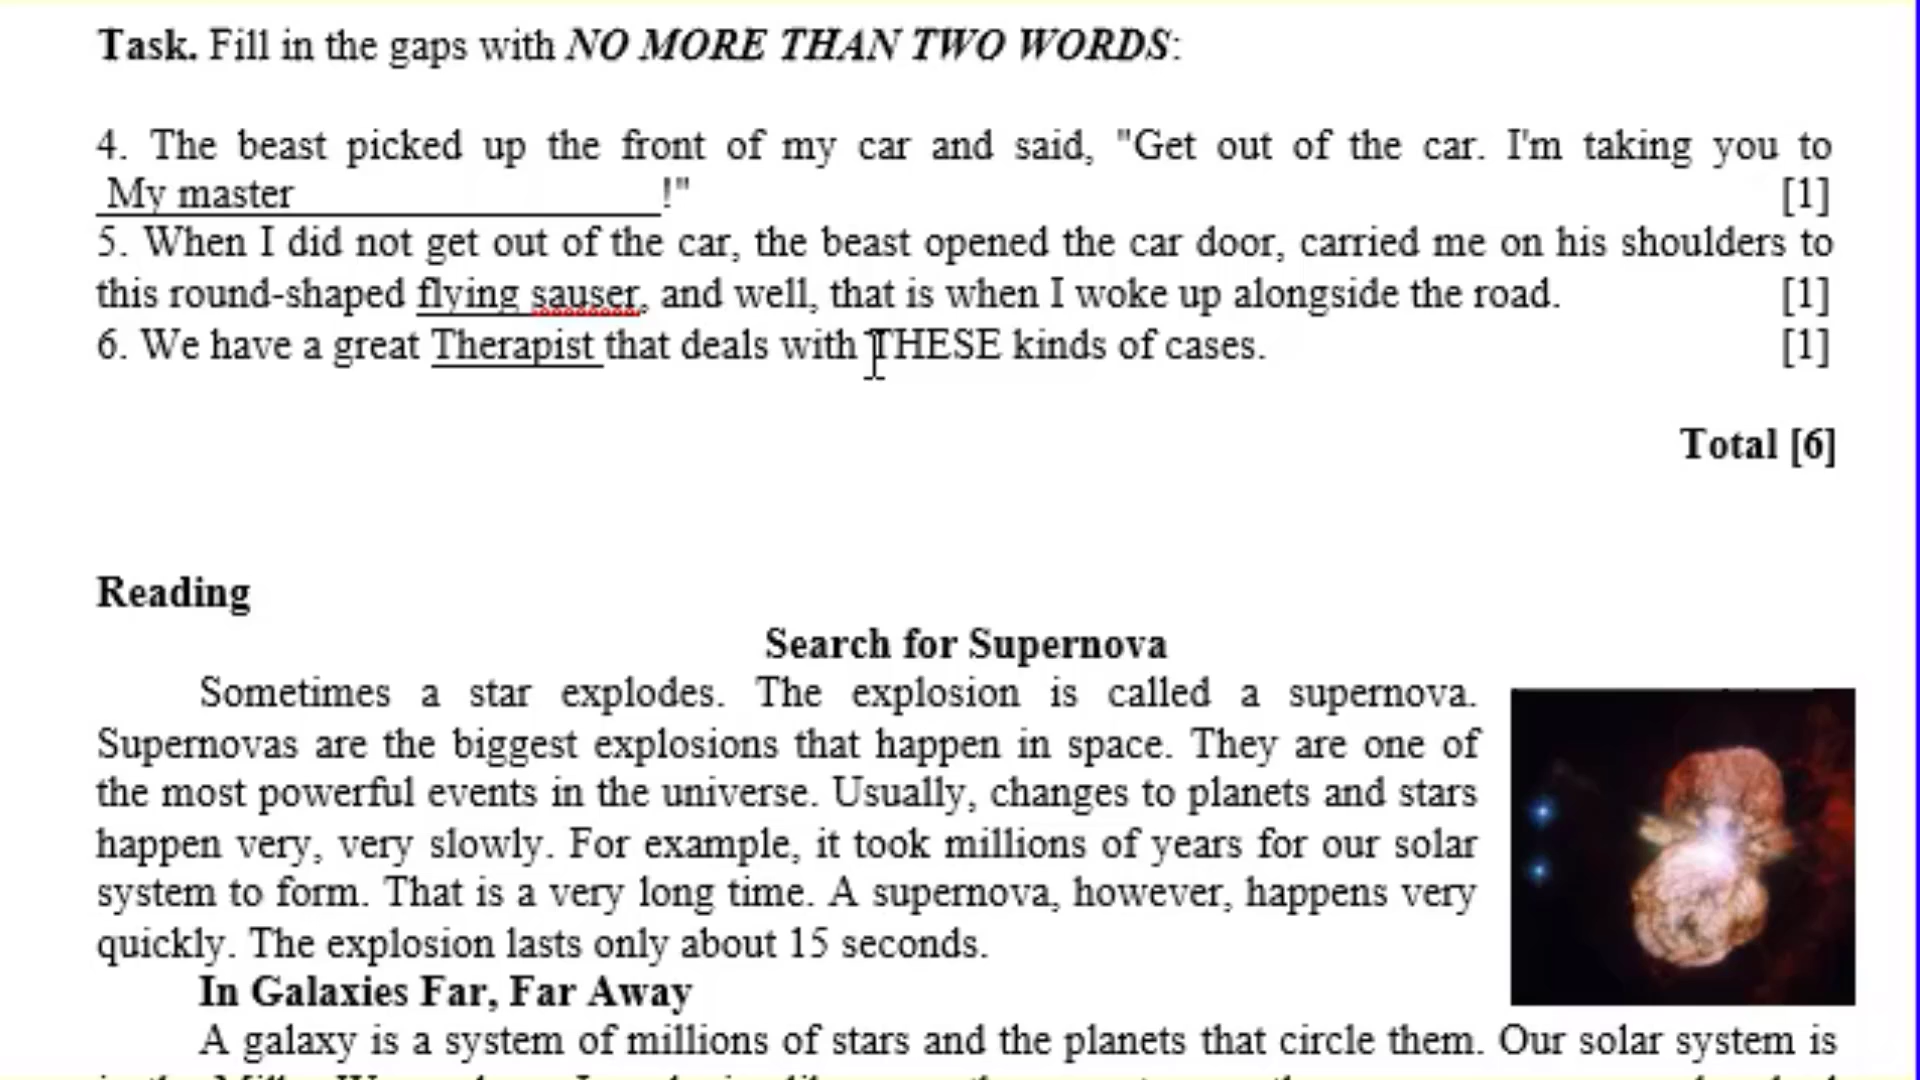 Task. Fill in the gaps with NO MORE THAN TWO WORDS:
4. The beast picked up the front of my car and said, "Get out of the car. I'm taking you to
My master !" [1]
5. When I did not get out of the car, the beast opened the car door, carried me on his shoulders to
this round-shaped flying sauser, and well, that is when I woke up alongside the road. [1]
6. We have a great Therapist that deals with THESE kinds of cases. [1]
Total [6]
Reading
Search for Supernova
Sometimes a star explodes. The explosion is called a supernova.
Supernovas are the biggest explosions that happen in space. They are one of
the most powerful events in the universe. Usually, changes to planets and stars
happen very, very slowly. For example, it took millions of years for our solar
system to form. That is a very long time. A supernova, however, happens very
quickly. The explosion lasts only about 15 seconds.
In Galaxies Far, Far Away
A galaxy is a system of millions of stars and the planets that circle them. Our solar system is